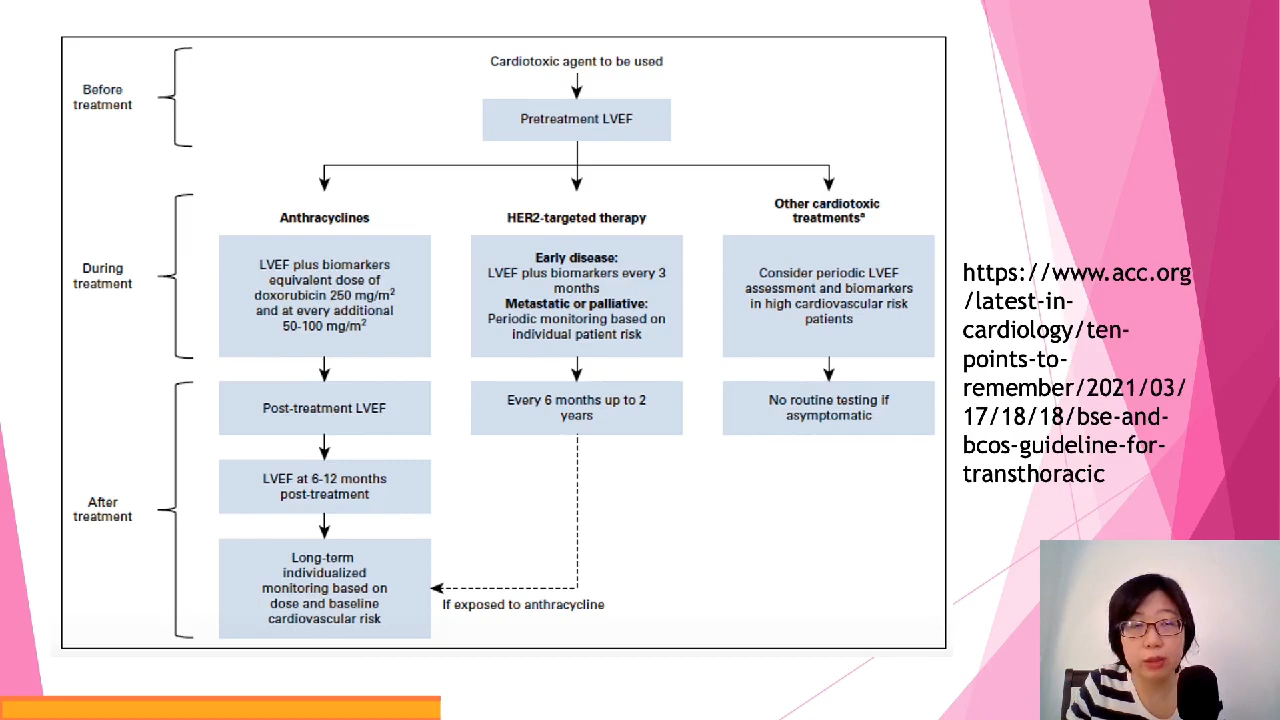 Cardiotoxic agent to be used
Before
treatment
Pretreatment LVEF
During
treatment
Anthracyclines
LVEF plus biomarkers
equivalent dose of
doxorubicin 250 mg/m²
and at every additional
50-100 mg/m²
HER2-targeted therapy
Early disease:
LVEF plus biomarkers every 3
months
Metastatic or palliative:
Periodic monitoring based on
individual patient risk
Other cardiotoxic
treatmentsª
Consider periodic LVEF
assessment and biomarkers
in high cardiovascular risk
patients
After
treatment
Post-treatment LVEF
LVEF at 6-12 months
post-treatment
Long-term
individualized
monitoring based on
dose and baseline
cardiovascular risk
Every 6 months up to 2
years
If exposed to anthracycline
No routine testing if
asymptomatic
https://www.acc.org
/latest-in-
cardiology/ten-
points-to-
remember/2021/03/
17/18/18/bse-and-
bcos-guideline-for-
transthoracic